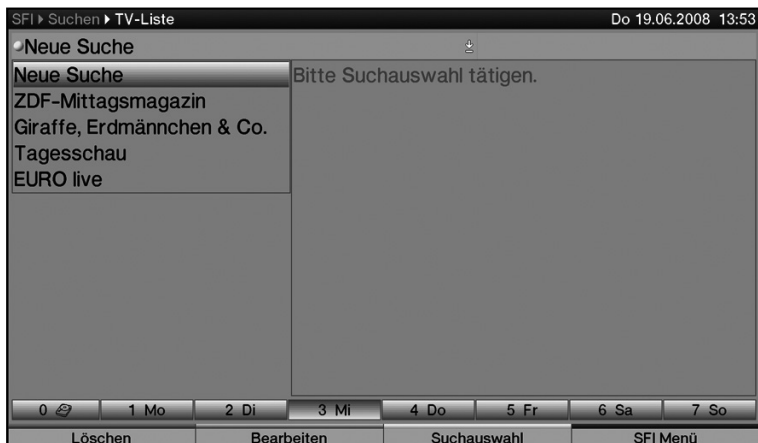 SFI Suchen TV-Liste Do 19.06.2008 13:53
Neue Suche
Neue Suche
Bitte Suchauswahl tätigen.
ZDF-Mittagsmagazin
Giraffe, Erdmännchen & Co.
Tagesschau
EURO live
0 1 Mo 2 Di 3 Mi 4 Do 5 Fr 6 Sa 7 So
Löschen Bearbeiten Suchauswahl SFI Menü